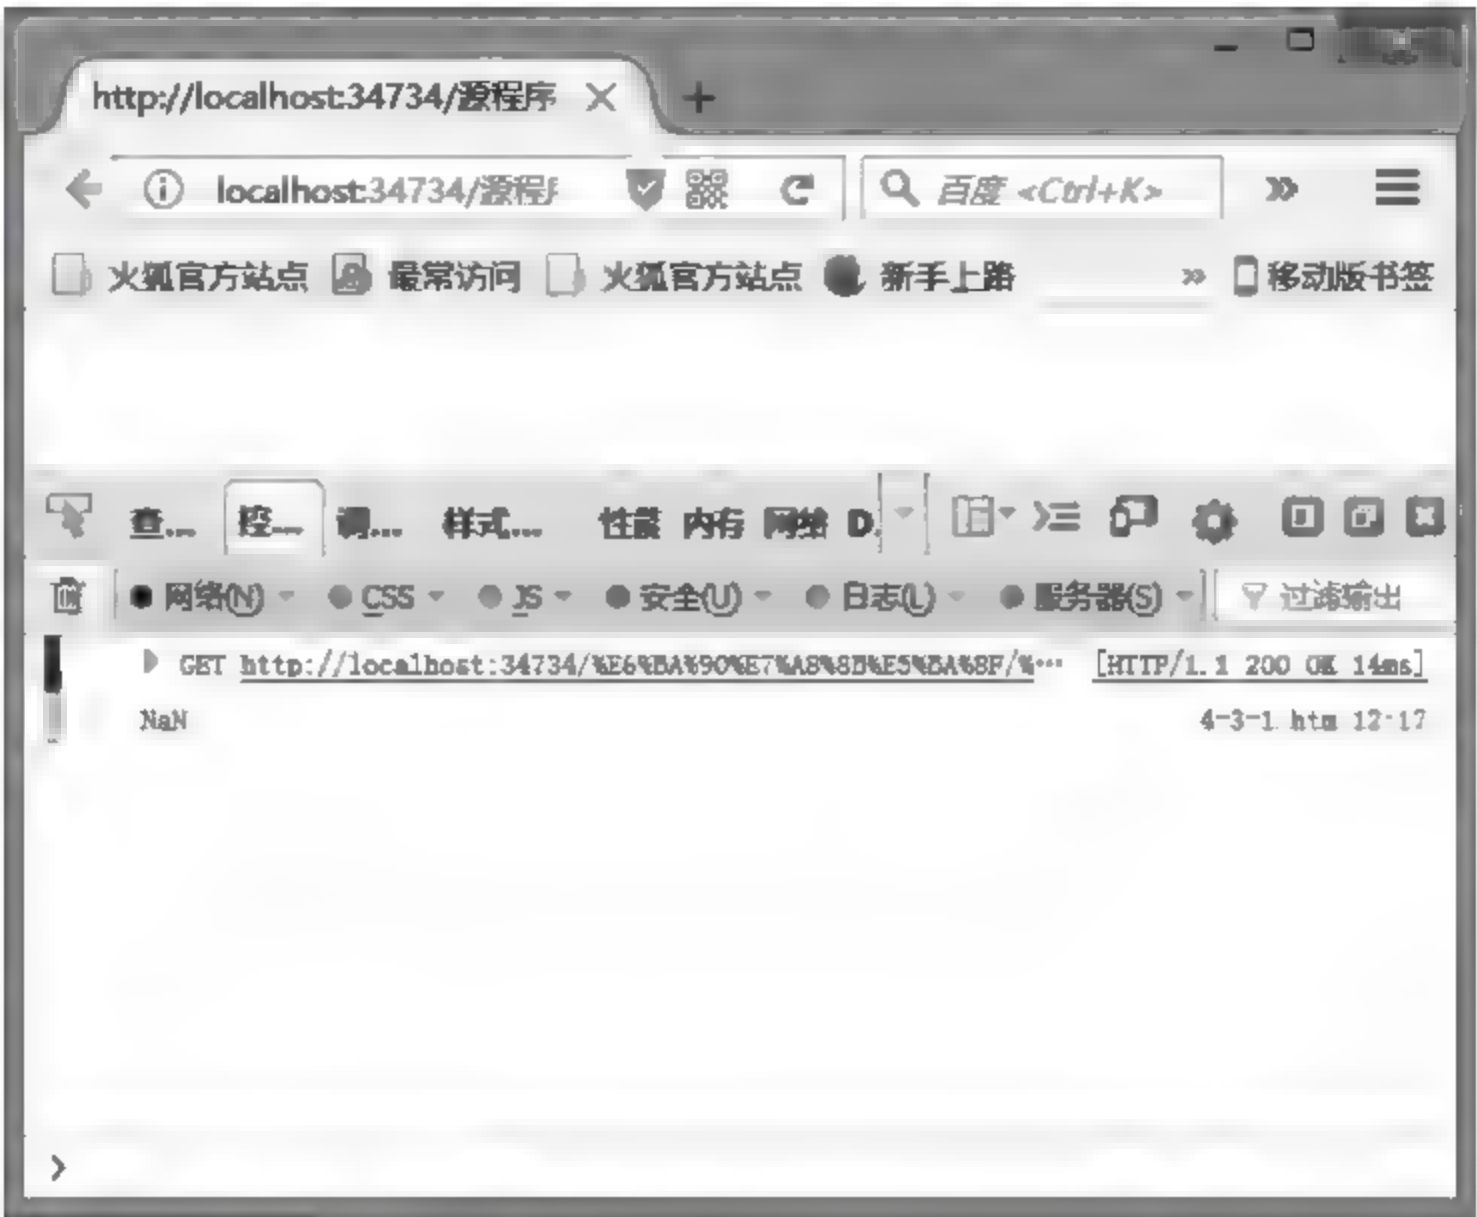 http://localhost:34734/源程序
localhost:34734/源程序
百度 <Ctrl+K>
火狐官方站点 最常访问 火狐官方站点 新手上路 移动版书签
查... 控... 调... 样式... 性能 内存 网络 D.
网络(N) CSS JS 安全(U) 日志(L) 服务器(S) 过滤输出
GET http://localhost:34734/%E6%BA%90%E7%A8%8B%E5%BA%8F/%… [HTTP/1.1 200 OK 14ms]
NaN 4-3-1.htm 12:17